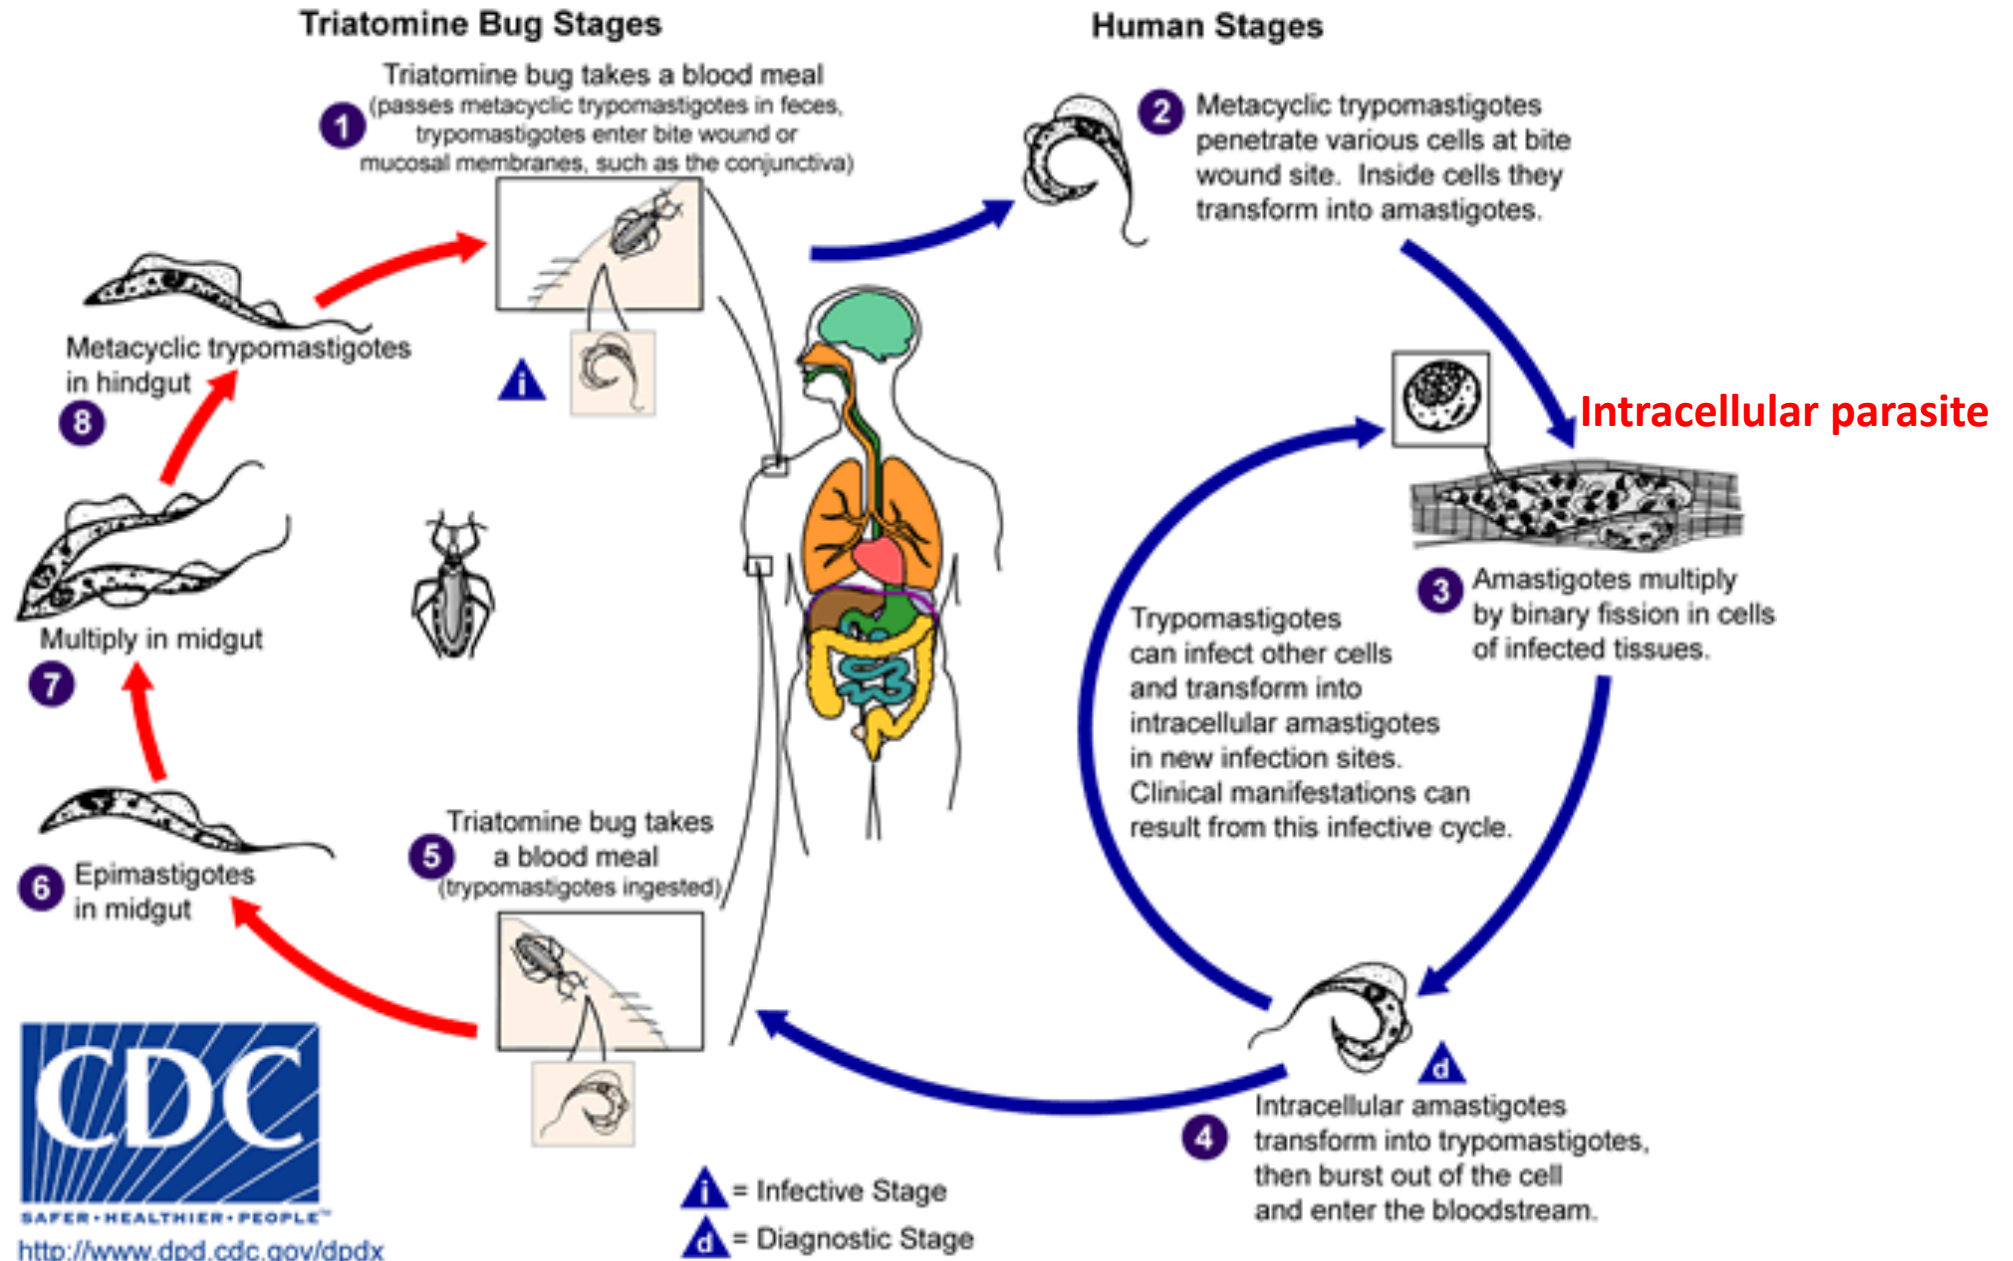 Triatomine Bug Stages
Human Stages
Triatomine bug takes a blood meal
(passes metacyclic trypomastigotes in feces,
trypomastigotes enter bite wound or
mucosal membranes, such as the conjunctiva)
1
2
Metacyclic trypomastigotes
penetrate various cells at bite
wound site. Inside cells they
transform into amastigotes.
Metacyclic trypomastigotes
in hindgut
8
i
Intracellular parasite
3
Amastigotes multiply
by binary fission in cells
of infected tissues.
Multiply in midgut
7
Trypomastigotes
can infect other cells
and transform into
intracellular amastigotes
in new infection sites.
Clinical manifestations can
result from this infective cycle.
5
Triatomine bug takes
a blood meal
(trypomastigotes ingested)
6
Epimastigotes
in midgut
d
4
Intracellular amastigotes
transform into trypomastigotes,
then burst out of the cell
and enter the bloodstream.
CDC
SAFER•HEALTHIER•PEOPLE™
http://www.dpd.cdc.gov/dpdx
i = Infective Stage
d = Diagnostic Stage